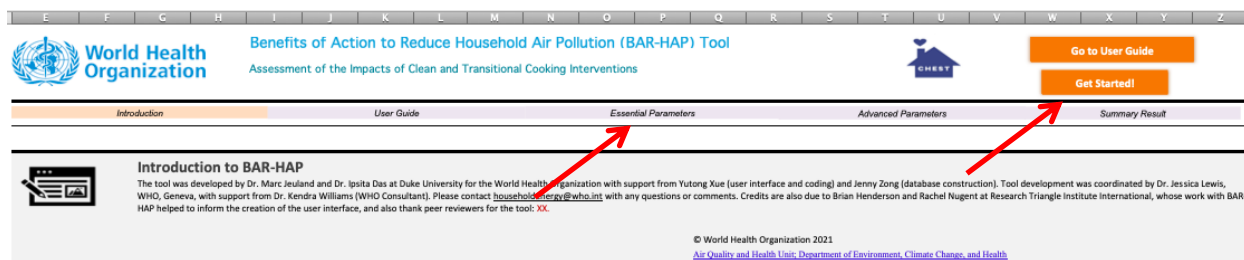 E F G H I J K L M N O P Q R S T U V W X Y Z
World Health
Organization
Benefits of Action to Reduce Household Air Pollution (BAR-HAP) Tool
Assessment of the Impacts of Clean and Transitional Cooking Interventions
CHEST
Go to User Guide
Get Started!
Introduction User Guide Essential Parameters Advanced Parameters Summary Result
Introduction to BAR-HAP
The tool was developed by Dr. Marc Jeuland and Dr. Ipsita Das at Duke University for the World Health Organization with support from Yutong Xue (user interface and coding) and Jenny Zong (database construction). Tool development was coordinated by Dr. Jessica Lewis,
WHO, Geneva, with support from Dr. Kendra Williams (WHO Consultant). Please contact householdenergy@who.int with any questions or comments. Credits are also due to Brian Henderson and Rachel Nugent at Research Triangle Institute International, whose work with BAR-
HAP helped to inform the creation of the user interface, and also thank peer reviewers for the tool: XX.
© World Health Organization 2021
Air Quality and Health Unit; Department of Environment, Climate Change, and Health